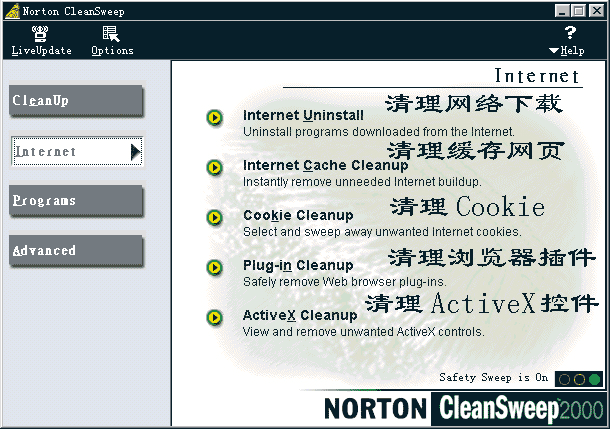 Norton CleanSweep
LiveUpdate Options Help
Internet
CleanUp
Internet
Programs
Advanced
Internet Uninstall 清理网络下载
Uninstall programs downloaded from the Internet.
Internet Cache Cleanup 清理缓存网页
Instantly remove unneeded Internet buildup.
Cookie Cleanup 清理 Cookie
Select and sweep away unwanted Internet cookies.
Plug-in Cleanup 清理浏览器插件
Safely remove Web browser plug-ins.
ActiveX Cleanup 清理 ActiveX 控件
View and remove unwanted ActiveX controls.
Safety Sweep is On
NORTON CleanSweep 2000